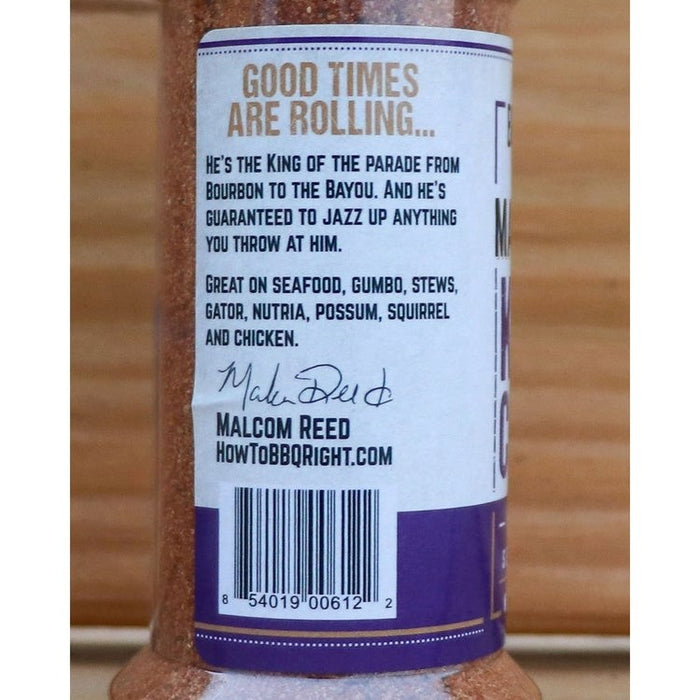 GOOD TIMES
ARE ROLLING...
HE'S THE KING OF THE PARADE FROM
BOURBON TO THE BAYOU. AND HE'S
GUARANTEED TO JAZZ UP ANYTHING
YOU THROW AT HIM.
GREAT ON SEAFOOD, GUMBO, STEWS,
GATOR, NUTRIA, POSSUM, SQUIRREL
AND CHICKEN.
Malcom Reed
MALCOM REED
HOWTOBBQRIGHT.COM
8 54019 00612 2